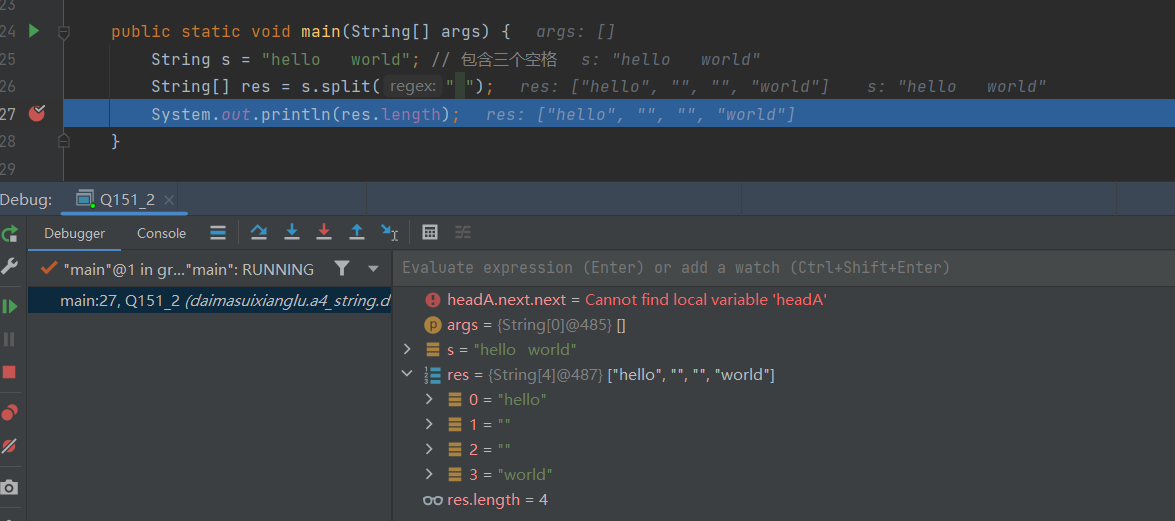 23
24 public static void main(String[] args) { args: []
25 String s = "hello   world"; // 包含三个空格 s: "hello   world"
26 String[] res = s.split( regex: " "); res: ["hello", "", "", "world"] s: "hello   world"
27 System.out.println(res.length); res: ["hello", "", "", "world"]
28 }
29
Debug: Q151_2
Debugger Console
"main"@1 in gr..."main": RUNNING
Evaluate expression (Enter) or add a watch (Ctrl+Shift+Enter)
main:27, Q151_2 (daimasuixianglu.a4_string.d
headA.next.next = Cannot find local variable 'headA'
args = {String[0]@485} []
s = "hello   world"
res = {String[4]@487} ["hello", "", "", "world"]
0 = "hello"
1 = ""
2 = ""
3 = "world"
res.length = 4